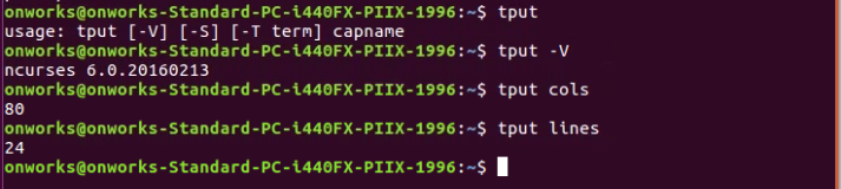 onworks@onworks-Standard-PC-i440FX-PIIX-1996:~$ tput
usage: tput [-V] [-S] [-T term] capname
onworks@onworks-Standard-PC-i440FX-PIIX-1996:~$ tput -V
ncurses 6.0.20160213
onworks@onworks-Standard-PC-i440FX-PIIX-1996:~$ tput cols
80
onworks@onworks-Standard-PC-i440FX-PIIX-1996:~$ tput lines
24
onworks@onworks-Standard-PC-i440FX-PIIX-1996:~$